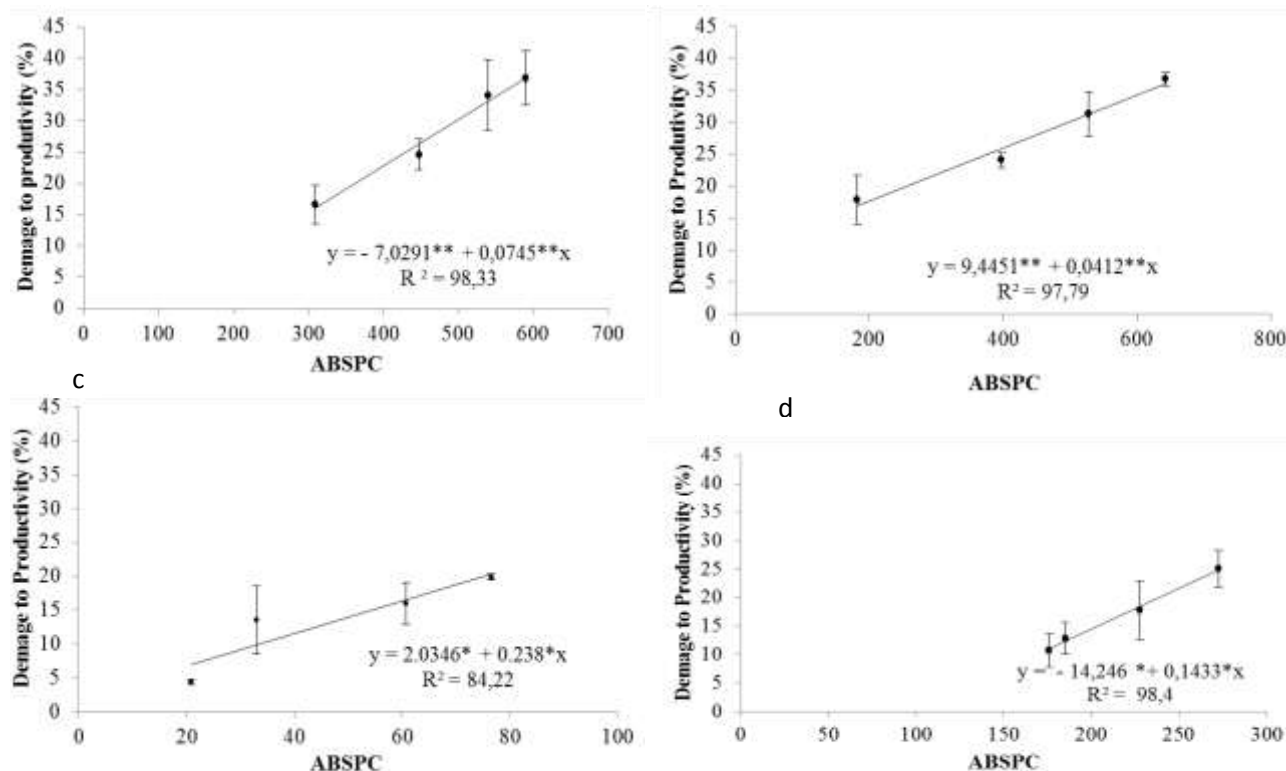 Demage to produtivity (%)
45
40
35
30
25
20
15
10
5
0
y = - 7,0291** + 0,0745**x
R ² = 98,33
0 100 200 300 400 500 600 700
ABSPC
Demage to Produtivity (%)
45
40
35
30
25
20
15
10
5
0
y = 9,4451** + 0,0412**x
R² = 97,79
0 200 400 600 800
ABSPC
c
Demage to Productivity (%)
45
40
35
30
25
20
15
10
5
0
y = 2.0346* + 0.238*x
R² = 84,22
20 40 60 80 100
ABSPC
d
Demage to Productivity (%)
45
40
35
30
25
20
15
10
5
0
y = - 14,246 *+ 0,1433*x
R² = 98,4
0 50 100 150 200 250 300
ABSPC